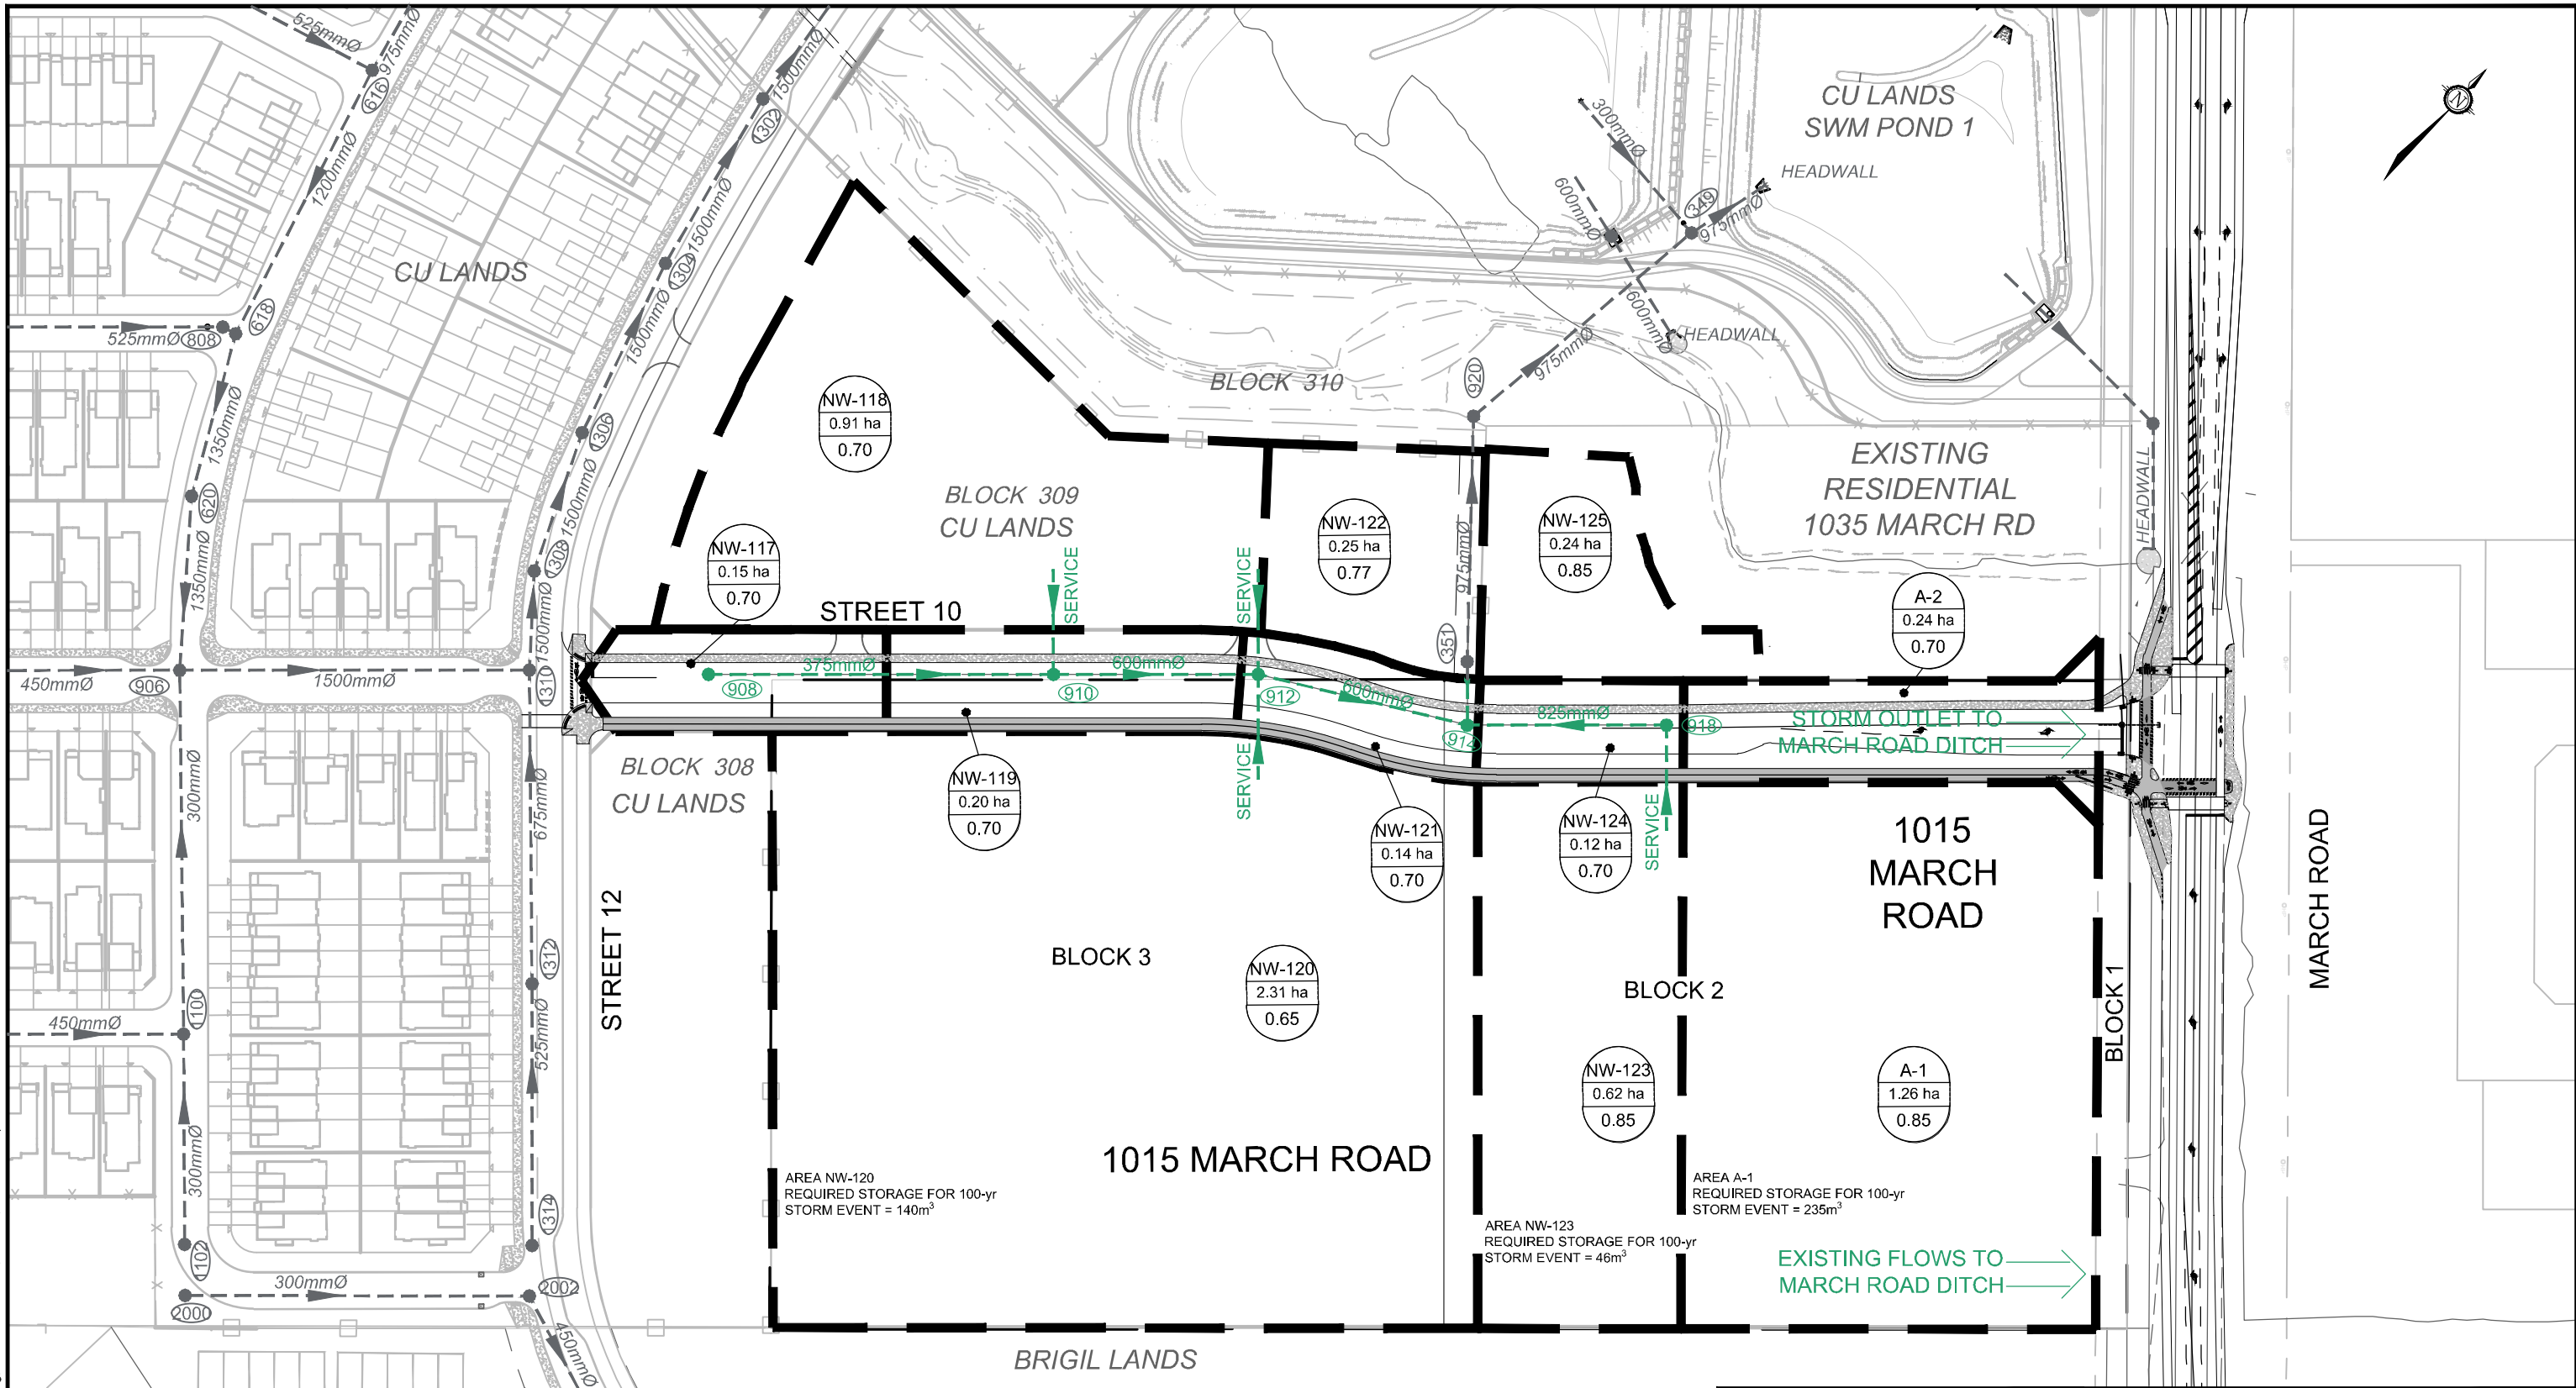 525mmØ
975mmØ
616
1200mmØ
CU LANDS
525mmØ
808
618
1350mmØ
620
1350mmØ
450mmØ
906
1500mmØ
1310
1500mmØ
1308
1500mmØ
1306
1500mmØ
1304
1500mmØ
1302
1500mmØ
300mmØ
675mmØ
1312
525mmØ
1314
450mmØ
1100
300mmØ
1102
2000
300mmØ
2002
450mmØ
STREET 12
BLOCK 308
CU LANDS
NW-118
0.91 ha
0.70
BLOCK 309
CU LANDS
NW-117
0.15 ha
0.70
STREET 10
SERVICE
SERVICE
BLOCK 310
NW-122
0.25 ha
0.77
NW-125
0.24 ha
0.85
920
975mmØ
975mmØ
351
300mmØ
600mmØ
600mmØ
349
975mmØ
HEADWALL
HEADWALL
CU LANDS
SWM POND 1
N
EXISTING
RESIDENTIAL
1035 MARCH RD
HEADWALL
A-2
0.24 ha
0.70
908
375mmØ
910
600mmØ
912
600mmØ
914
825mmØ
918
STORM OUTLET TO
MARCH ROAD DITCH
NW-119
0.20 ha
0.70
SERVICE
NW-121
0.14 ha
0.70
NW-124
0.12 ha
0.70
SERVICE
1015
MARCH
ROAD
MARCH ROAD
BLOCK 3
NW-120
2.31 ha
0.65
BLOCK 2
BLOCK 1
NW-123
0.62 ha
0.85
A-1
1.26 ha
0.85
1015 MARCH ROAD
AREA NW-120
REQUIRED STORAGE FOR 100-yr
STORM EVENT = 140m³
AREA NW-123
REQUIRED STORAGE FOR 100-yr
STORM EVENT = 46m³
AREA A-1
REQUIRED STORAGE FOR 100-yr
STORM EVENT = 235m³
EXISTING FLOWS TO
MARCH ROAD DITCH
BRIGIL LANDS